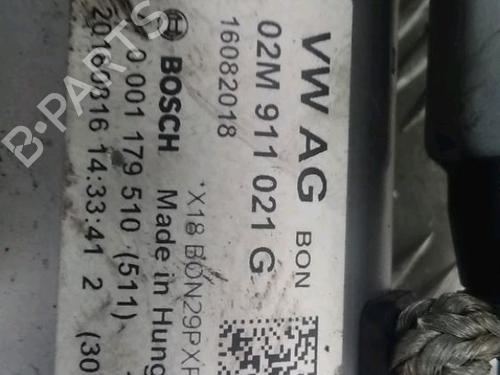 VW AG
BON
02M 911 021 G
16082018
*X18 BON29PXF
BOSCH Made in Hung
0 001 179 510 (511)
20160816 14:33:41 2 (30
B-PARTS